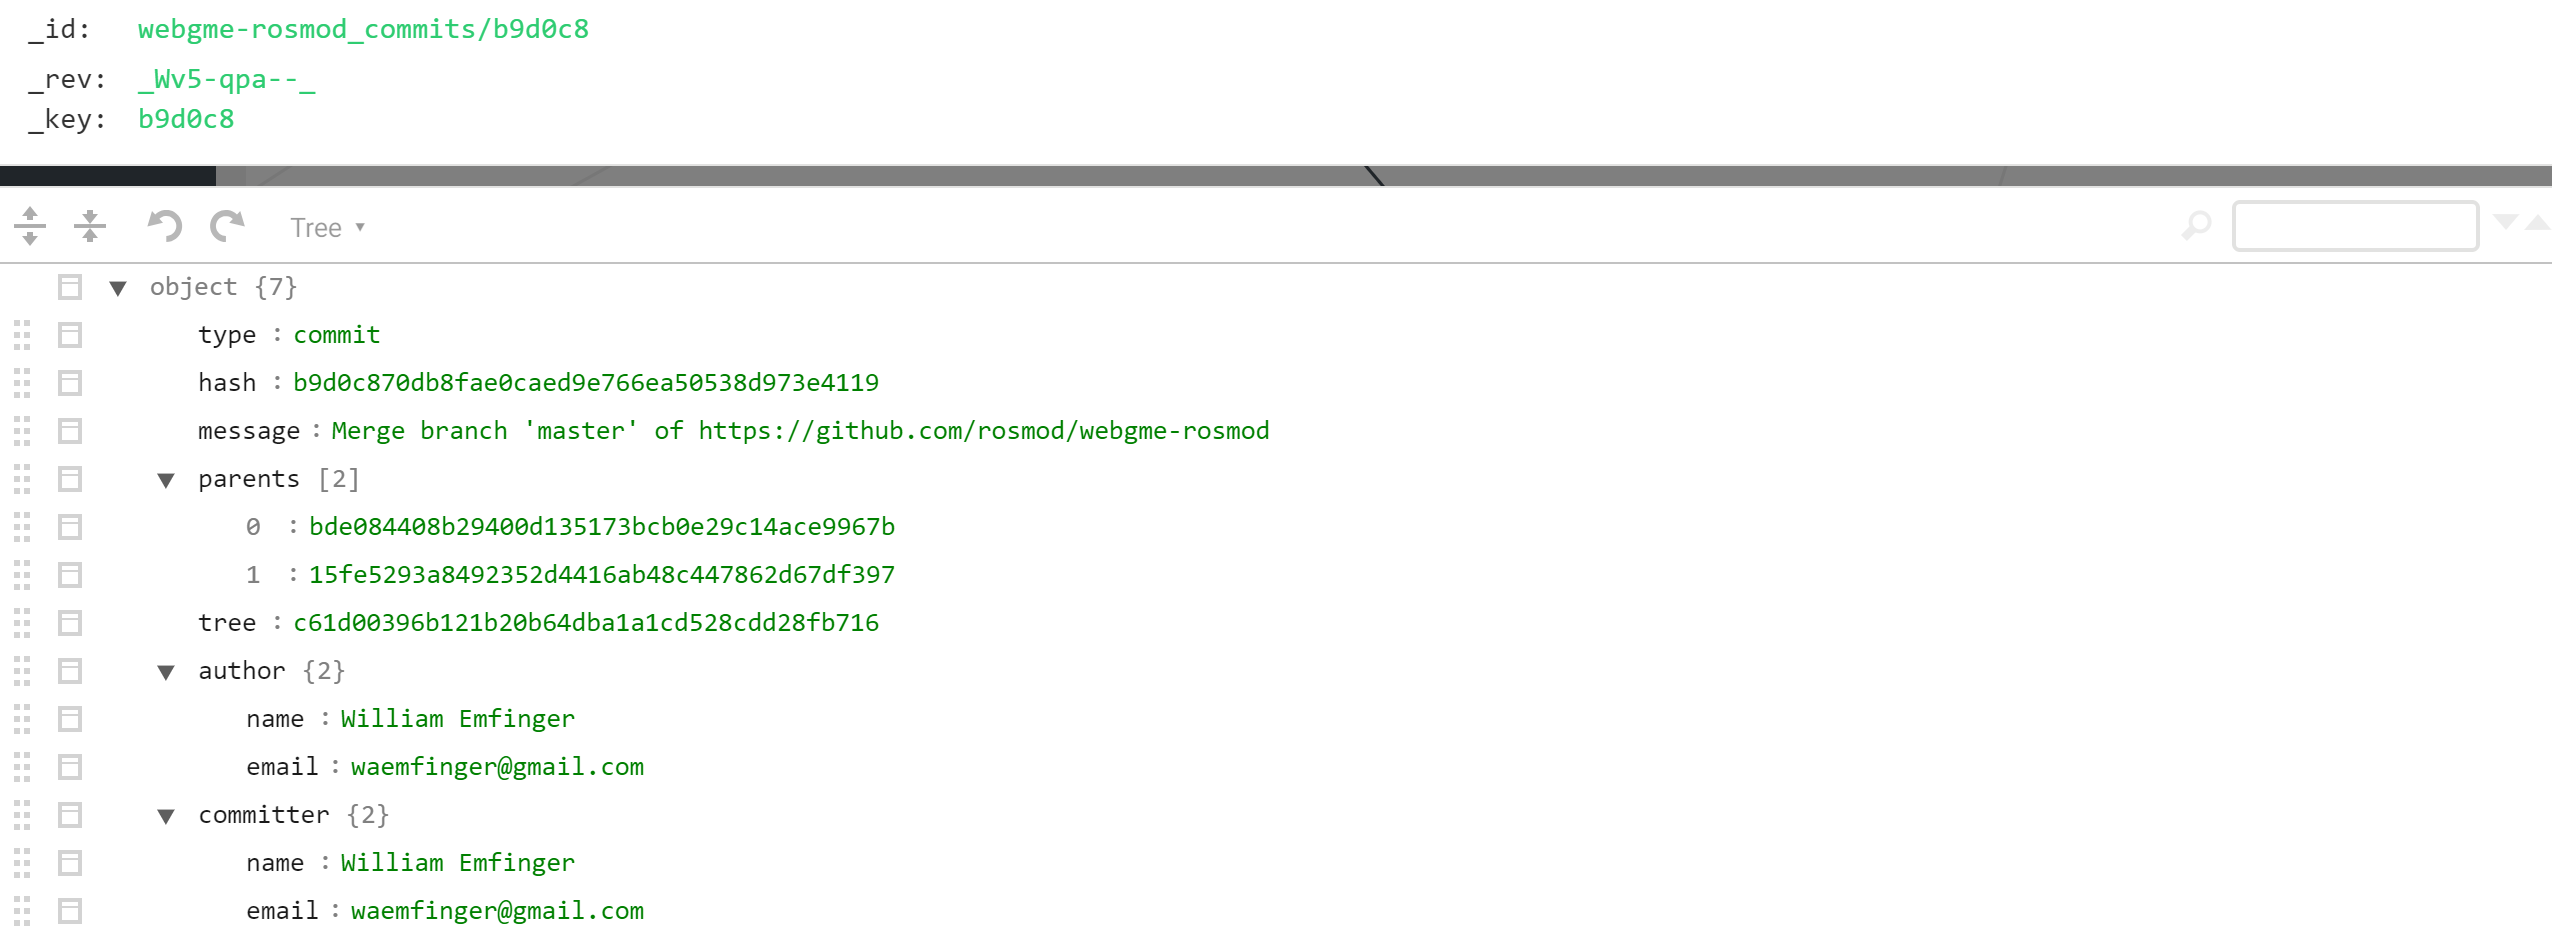 _id: webgme-rosmod_commits/b9d0c8
_rev: _Wv5-qpa--_
_key: b9d0c8
Tree
object {7}
type : commit
hash : b9d0c870db8fae0caed9e766ea50538d973e4119
message : Merge branch 'master' of https://github.com/rosmod/webgme-rosmod
parents [2]
0 : bde084408b29400d135173bcb0e29c14ace9967b
1 : 15fe5293a8492352d4416ab48c447862d67df397
tree : c61d00396b121b20b64dba1a1cd528cdd28fb716
author {2}
name : William Emfinger
email : waemfinger@gmail.com
committer {2}
name : William Emfinger
email : waemfinger@gmail.com